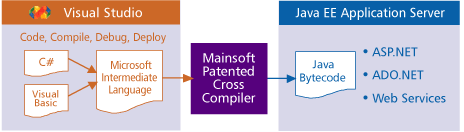 Visual Studio
Code, Compile, Debug, Deploy
C#
Visual
Basic
Microsoft
Intermediate
Language
Mainsoft
Patented
Cross
Compiler
Java EE Application Server
Java
Bytecode
• ASP.NET
• ADO.NET
• Web Services